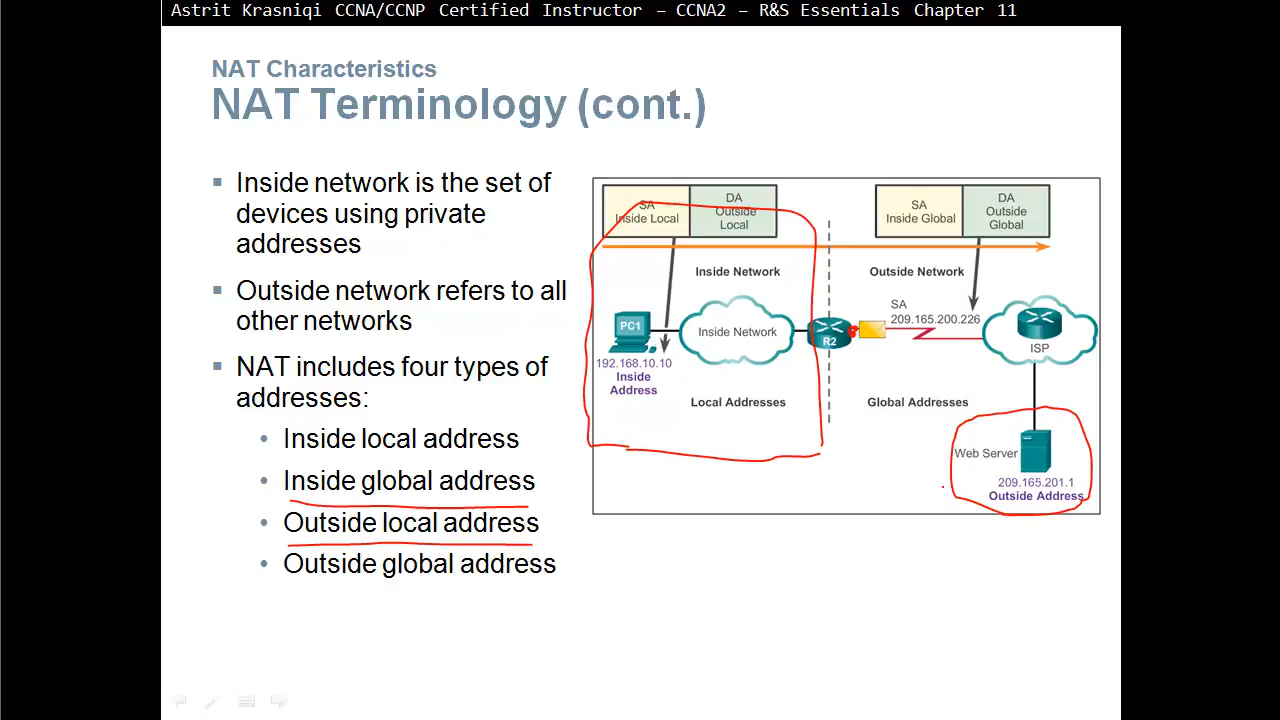 Astrit Krasniqi CCNA/CCNP Certified Instructor – CCNA2 – R&S Essentials Chapter 11
NAT Characteristics
NAT Terminology (cont.)
Inside network is the set of
devices using private
addresses
Outside network refers to all
other networks
NAT includes four types of
addresses:
Inside local address
Inside global address
Outside local address
Outside global address
SA
Inside Local
DA
Outside
Local
SA
Inside Global
DA
Outside
Global
Inside Network
Outside Network
PC1
Inside Network
R2
SA
209.165.200.226
ISP
192.168.10.10
Inside
Address
Local Addresses
Global Addresses
Web Server
209.165.201.1
Outside Address